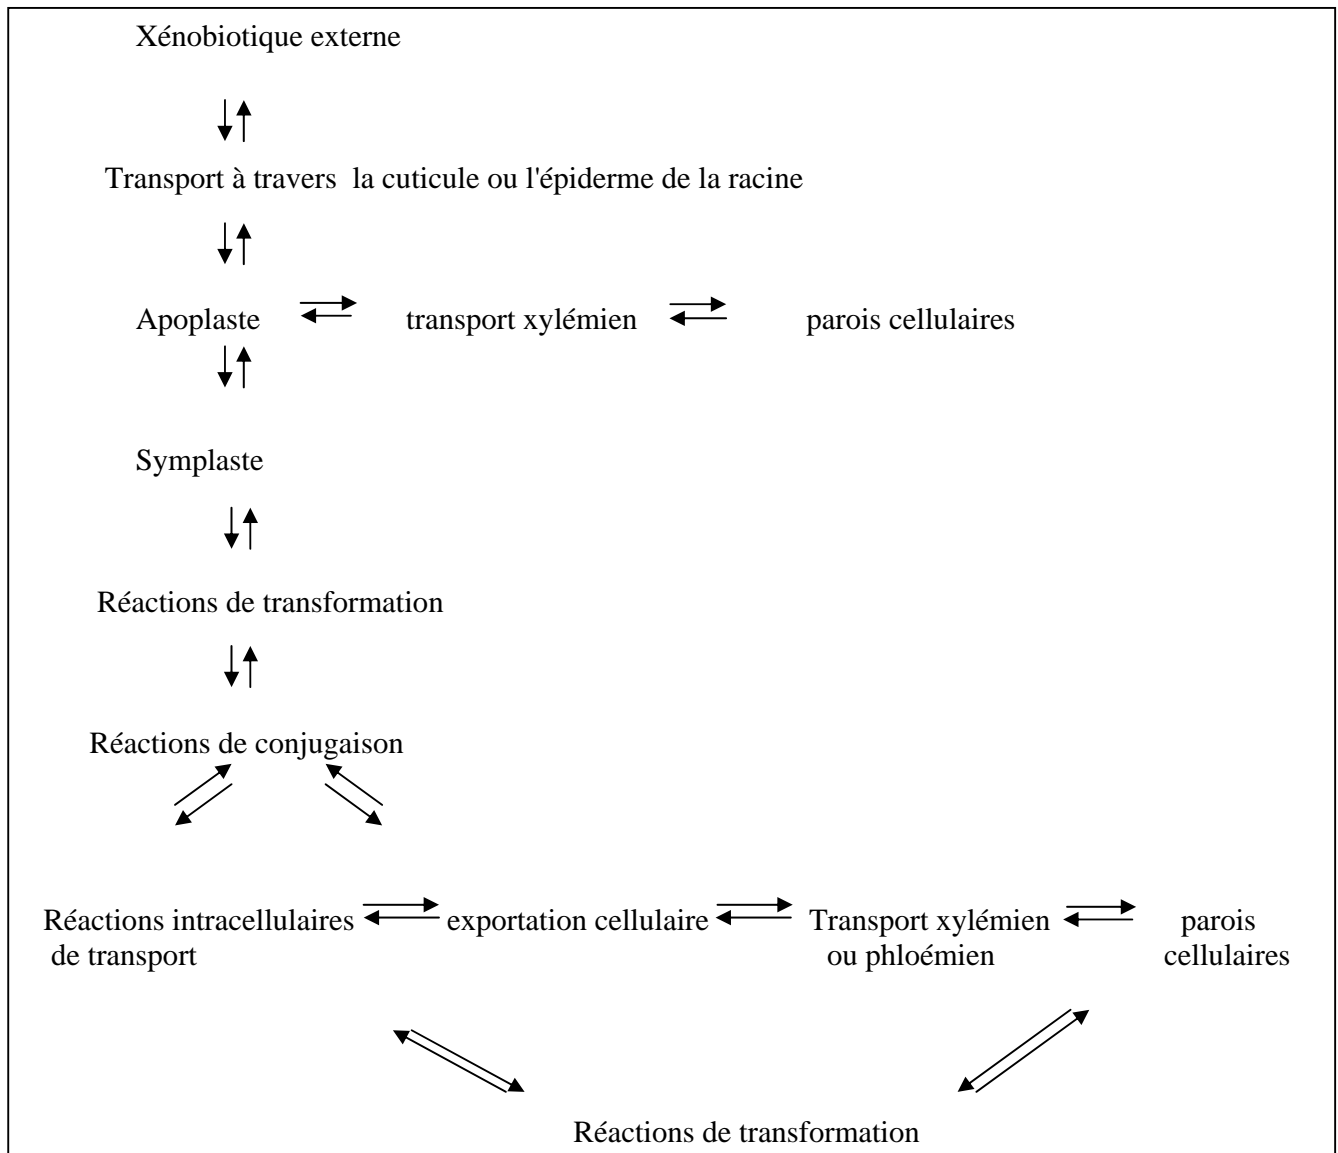 Xénobiotique externe
Transport à travers la cuticule ou l'épiderme de la racine
Apoplaste transport xylémien parois cellulaires
Symplaste
Réactions de transformation
Réactions de conjugaison
Réactions intracellulaires exportation cellulaire Transport xylémien parois
de transport ou phloémien cellulaires
Réactions de transformation